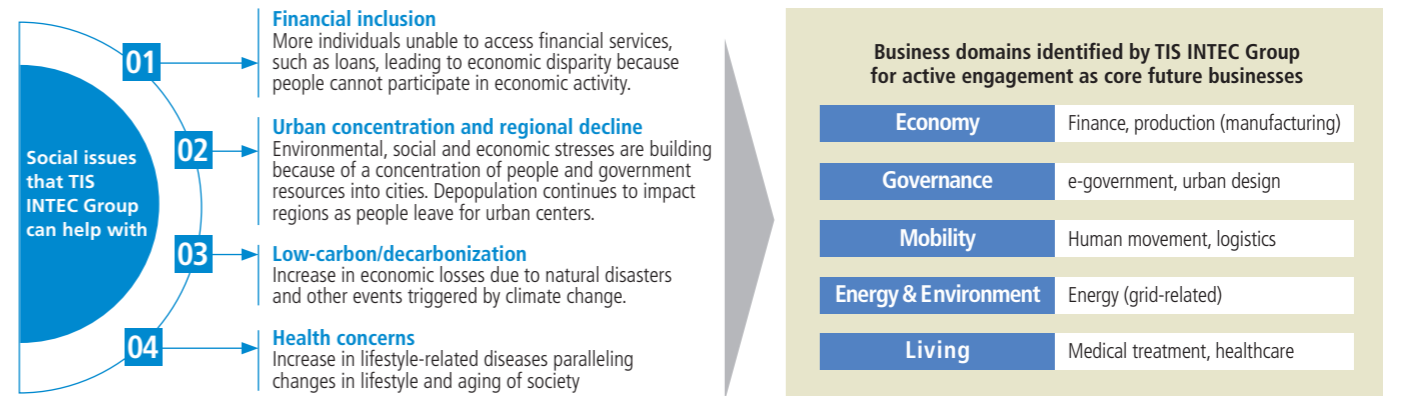 Social issues
that TIS
INTEC Group
can help with
01
Financial inclusion
More individuals unable to access financial services,
such as loans, leading to economic disparity because
people cannot participate in economic activity.
02
Urban concentration and regional decline
Environmental, social and economic stresses are building
because of a concentration of people and government
resources into cities. Depopulation continues to impact
regions as people leave for urban centers.
03
Low-carbon/decarbonization
Increase in economic losses due to natural disasters
and other events triggered by climate change.
04
Health concerns
Increase in lifestyle-related diseases paralleling
changes in lifestyle and aging of society
Business domains identified by TIS INTEC Group
for active engagement as core future businesses
Economy Finance, production (manufacturing)
Governance e-government, urban design
Mobility Human movement, logistics
Energy & Environment Energy (grid-related)
Living Medical treatment, healthcare